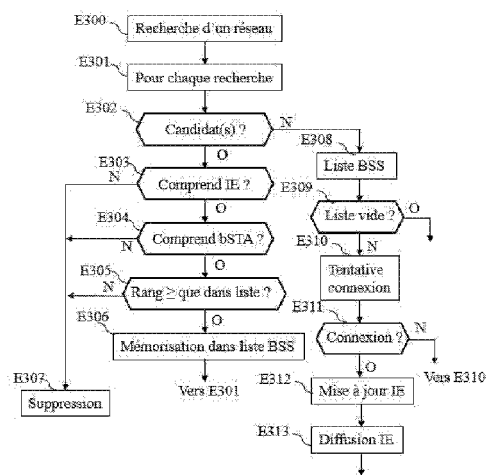 E300
Recherche d'un réseau
E301
Pour chaque recherche
E302
Candidat(s) ?
N
E308
O
Liste BSS
E303
N
Comprend IE ?
E309
O
Liste vide ?
O
E304
N
Comprend bSTA ?
E310
N
O
Tentative
connexion
E305
N
Rang ≥ que dans liste ?
E311
O
Connexion ?
N
E306
Mémorisation dans liste BSS
O
Vers E310
E312
Mise à jour IE
Vers E301
E307
Suppression
E313
Diffusion IE